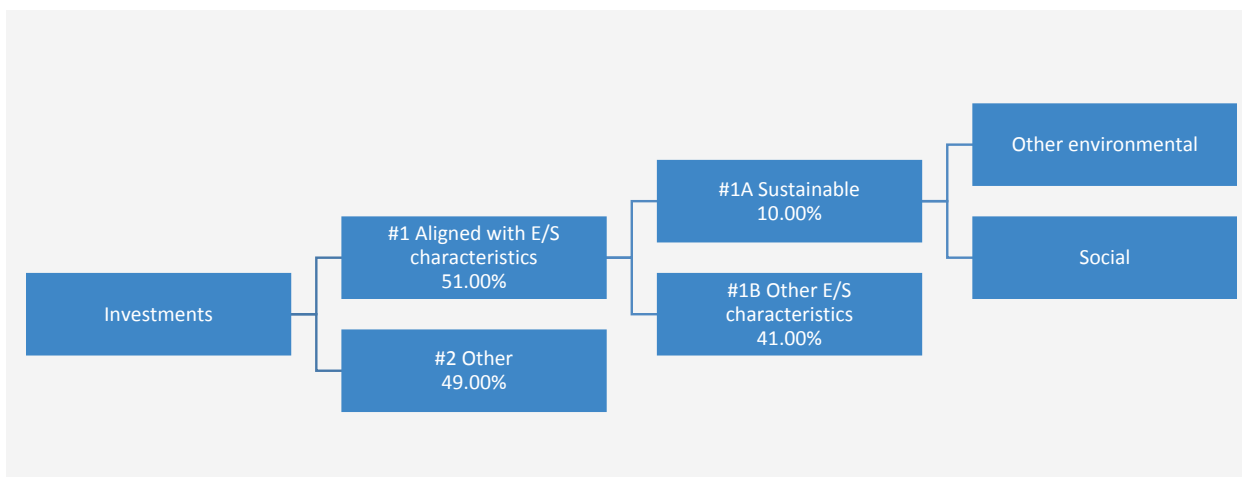 Investments
#1 Aligned with E/S
characteristics
51.00%
#2 Other
49.00%
#1A Sustainable
10.00%
#1B Other E/S
characteristics
41.00%
Other environmental
Social